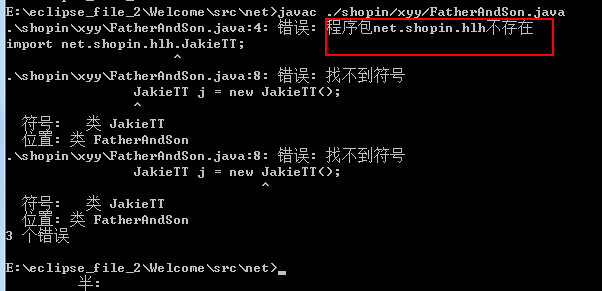 E:\eclipse_file_2\Welcome\src\net>javac ./shopin/xyy/FatherAndSon.java
.\shopin\xyy\FatherAndSon.java:4: 错误: 程序包net.shopin.hlh不存在
import net.shopin.hlh.JakieTT;
^
.\shopin\xyy\FatherAndSon.java:8: 错误: 找不到符号
JakieTT j = new JakieTT();
^
符号:   类 JakieTT
位置: 类 FatherAndSon
.\shopin\xyy\FatherAndSon.java:8: 错误: 找不到符号
JakieTT j = new JakieTT();
^
符号:   类 JakieTT
位置: 类 FatherAndSon
3 个错误
E:\eclipse_file_2\Welcome\src\net>_
半: